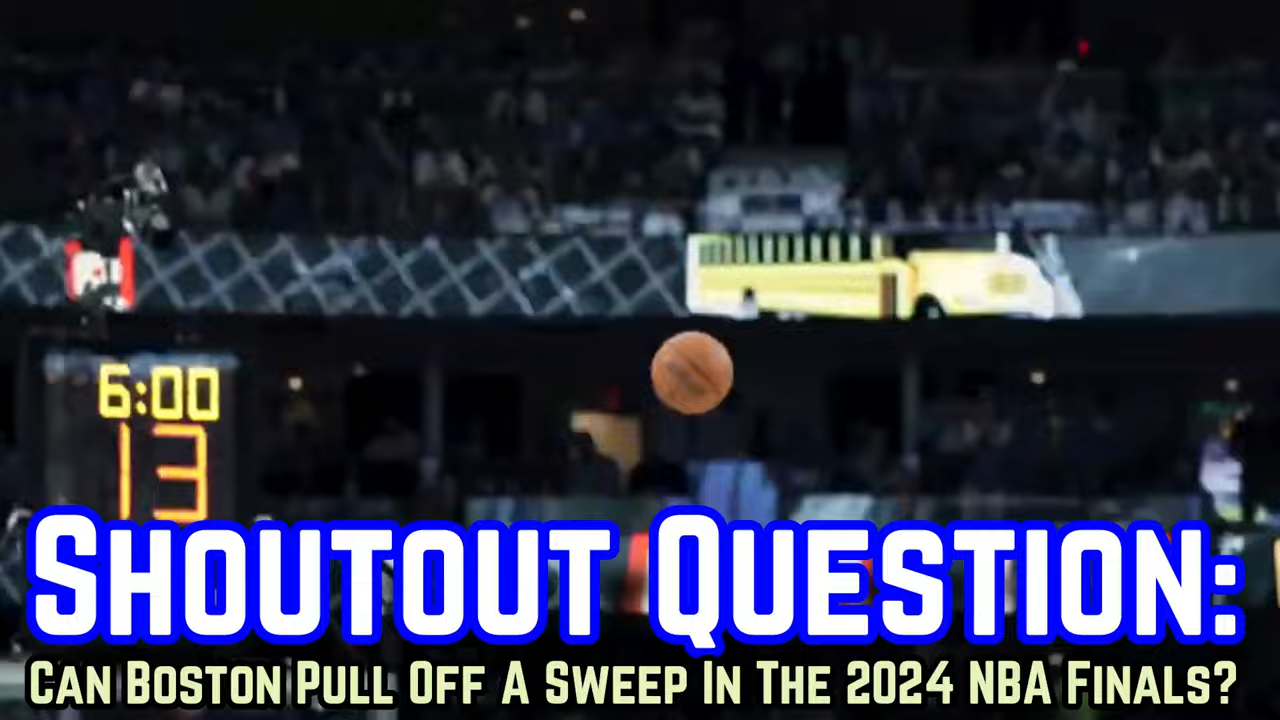 6:00
13
Shoutout Question:
Can Boston Pull Off A Sweep In The 2024 NBA Finals?